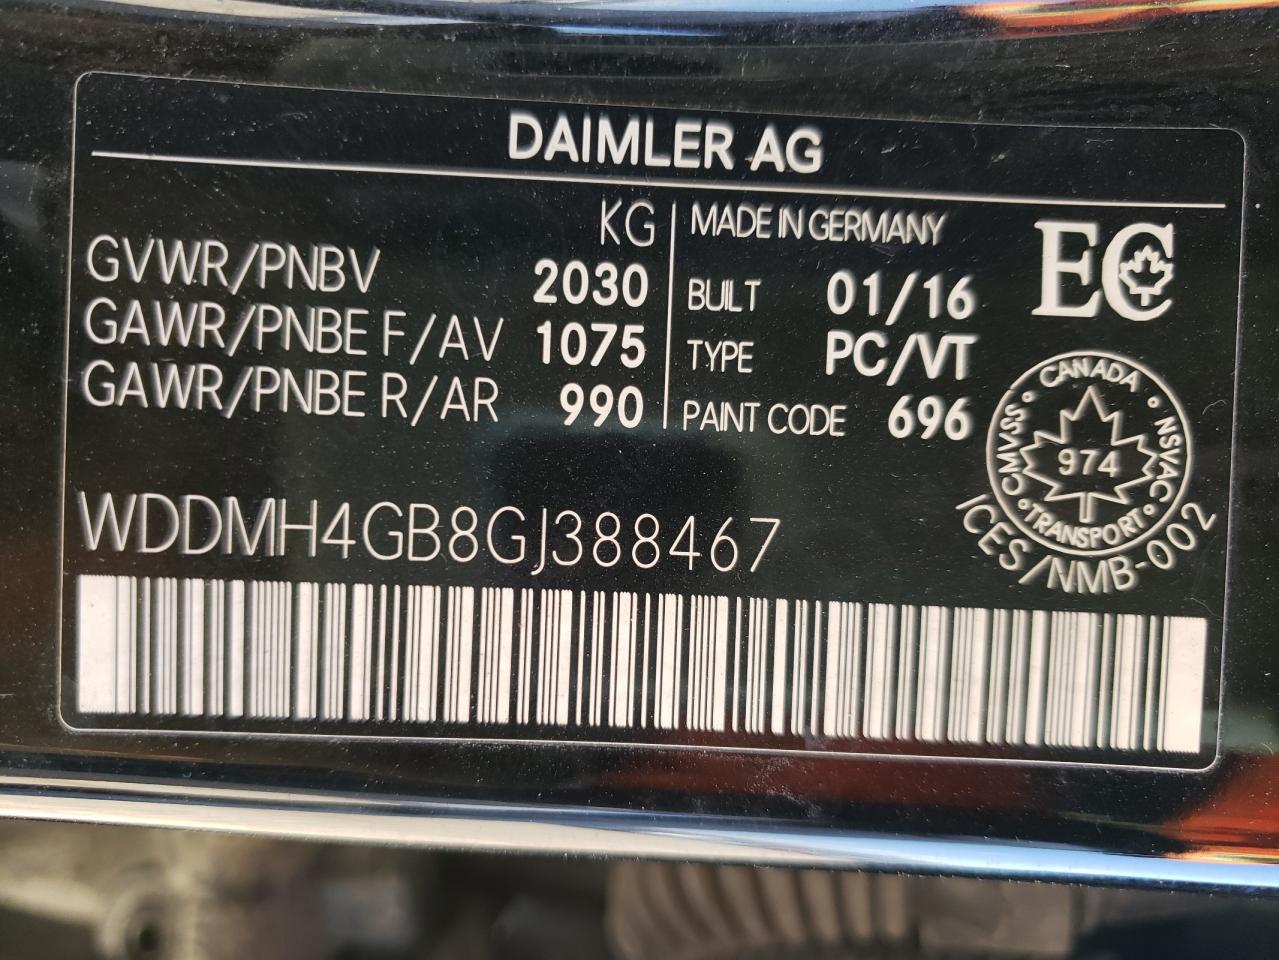 DAIMLER AG
KG
GVWR/PNBV 2030
GAWR/PNBE F/AV 1075
GAWR/PNBE R/AR 990
MADE IN GERMANY
BUILT 01/16
TYPE PC/VT
PAINT CODE 696
EC
CANADA · NSVAC · TRANSPORT · CMVSS ·
974
ICES/NMB-002
WDDMH4GB8GJ388467